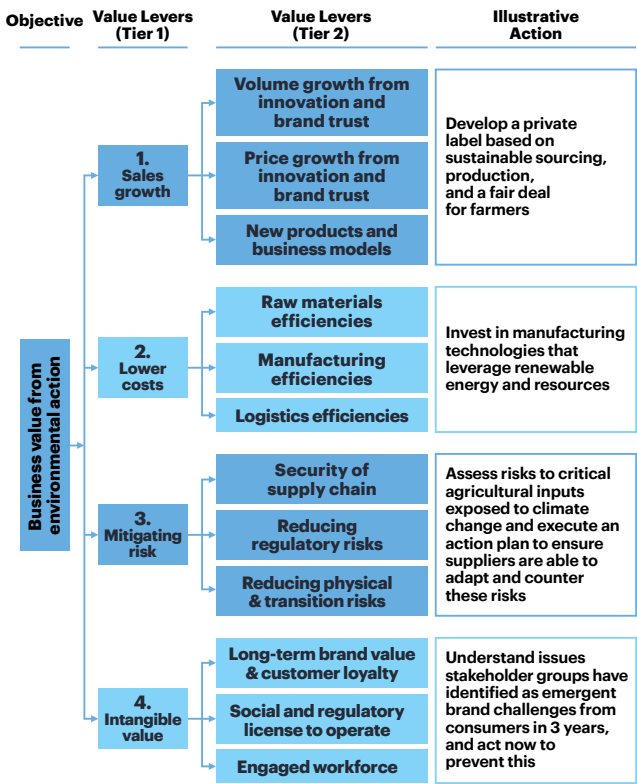 Objective
Value Levers
(Tier 1)
Value Levers
(Tier 2)
Illustrative
Action
Business value from
environmental action
1.
Sales
growth
Volume growth from
innovation and
brand trust
Price growth from
innovation and
brand trust
New products and
business models
Develop a private
label based on
sustainable sourcing,
production,
and a fair deal
for farmers
2.
Lower
costs
Raw materials
efficiencies
Manufacturing
efficiencies
Logistics efficiencies
Invest in manufacturing
technologies that
leverage renewable
energy and resources
3.
Mitigating
risk
Security of
supply chain
Reducing
regulatory risks
Reducing physical
& transition risks
Assess risks to critical
agricultural inputs
exposed to climate
change and execute an
action plan to ensure
suppliers are able to
adapt and counter
these risks
4.
Intangible
value
Long-term brand value
& customer loyalty
Social and regulatory
license to operate
Engaged workforce
Understand issues
stakeholder groups have
identified as emergent
brand challenges from
consumers in 3 years,
and act now to
prevent this